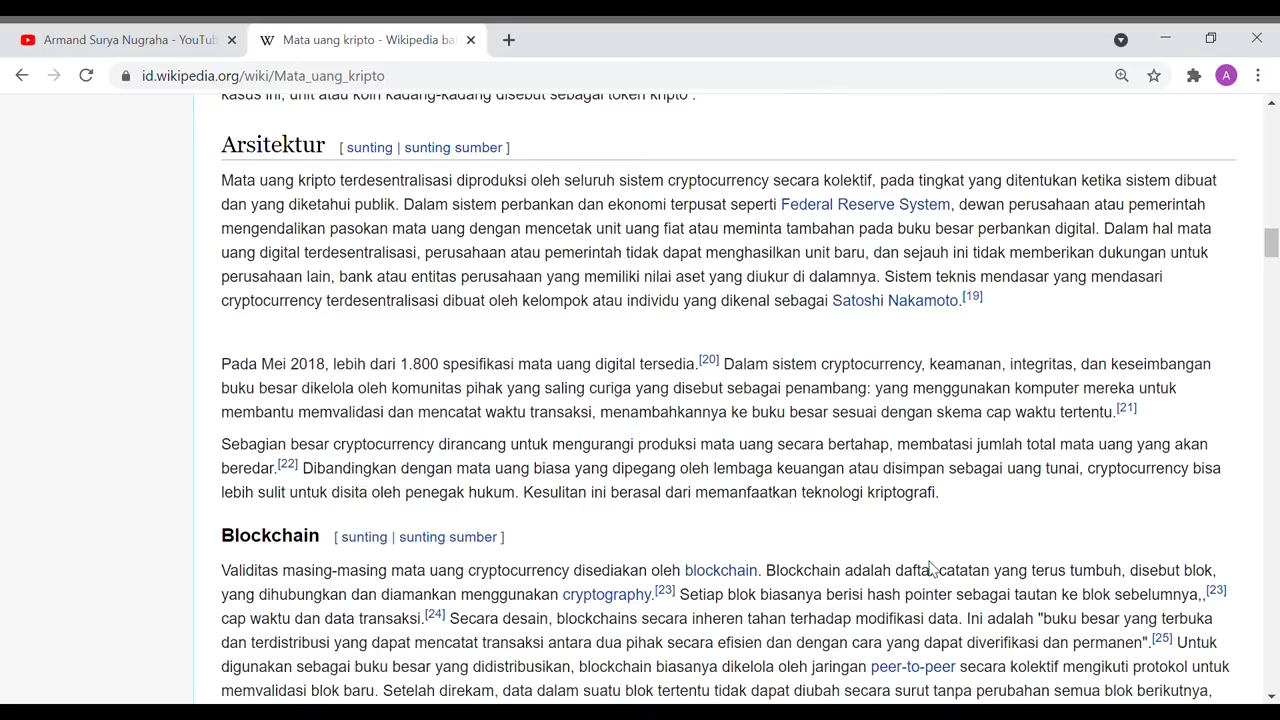 Armand Surya Nugraha - YouTub
Mata uang kripto - Wikipedia ba
id.wikipedia.org/wiki/Mata_uang_kripto
A
kasus ini, unit atau koin kadang-kadang disebut sebagai token kripto .
Arsitektur [ sunting | sunting sumber ]
Mata uang kripto terdesentralisasi diproduksi oleh seluruh sistem cryptocurrency secara kolektif, pada tingkat yang ditentukan ketika sistem dibuat
dan yang diketahui publik. Dalam sistem perbankan dan ekonomi terpusat seperti Federal Reserve System, dewan perusahaan atau pemerintah
mengendalikan pasokan mata uang dengan mencetak unit uang fiat atau meminta tambahan pada buku besar perbankan digital. Dalam hal mata
uang digital terdesentralisasi, perusahaan atau pemerintah tidak dapat menghasilkan unit baru, dan sejauh ini tidak memberikan dukungan untuk
perusahaan lain, bank atau entitas perusahaan yang memiliki nilai aset yang diukur di dalamnya. Sistem teknis mendasar yang mendasari
cryptocurrency terdesentralisasi dibuat oleh kelompok atau individu yang dikenal sebagai Satoshi Nakamoto.[19]
Pada Mei 2018, lebih dari 1.800 spesifikasi mata uang digital tersedia.[20] Dalam sistem cryptocurrency, keamanan, integritas, dan keseimbangan
buku besar dikelola oleh komunitas pihak yang saling curiga yang disebut sebagai penambang: yang menggunakan komputer mereka untuk
membantu memvalidasi dan mencatat waktu transaksi, menambahkannya ke buku besar sesuai dengan skema cap waktu tertentu.[21]
Sebagian besar cryptocurrency dirancang untuk mengurangi produksi mata uang secara bertahap, membatasi jumlah total mata uang yang akan
beredar.[22] Dibandingkan dengan mata uang biasa yang dipegang oleh lembaga keuangan atau disimpan sebagai uang tunai, cryptocurrency bisa
lebih sulit untuk disita oleh penegak hukum. Kesulitan ini berasal dari memanfaatkan teknologi kriptografi.
Blockchain [ sunting | sunting sumber ]
Validitas masing-masing mata uang cryptocurrency disediakan oleh blockchain. Blockchain adalah daftar catatan yang terus tumbuh, disebut blok,
yang dihubungkan dan diamankan menggunakan cryptography.[23] Setiap blok biasanya berisi hash pointer sebagai tautan ke blok sebelumnya,,[23]
cap waktu dan data transaksi.[24] Secara desain, blockchains secara inheren tahan terhadap modifikasi data. Ini adalah "buku besar yang terbuka
dan terdistribusi yang dapat mencatat transaksi antara dua pihak secara efisien dan dengan cara yang dapat diverifikasi dan permanen".[25] Untuk
digunakan sebagai buku besar yang didistribusikan, blockchain biasanya dikelola oleh jaringan peer-to-peer secara kolektif mengikuti protokol untuk
memvalidasi blok baru. Setelah direkam, data dalam suatu blok tertentu tidak dapat diubah secara surut tanpa perubahan semua blok berikutnya,